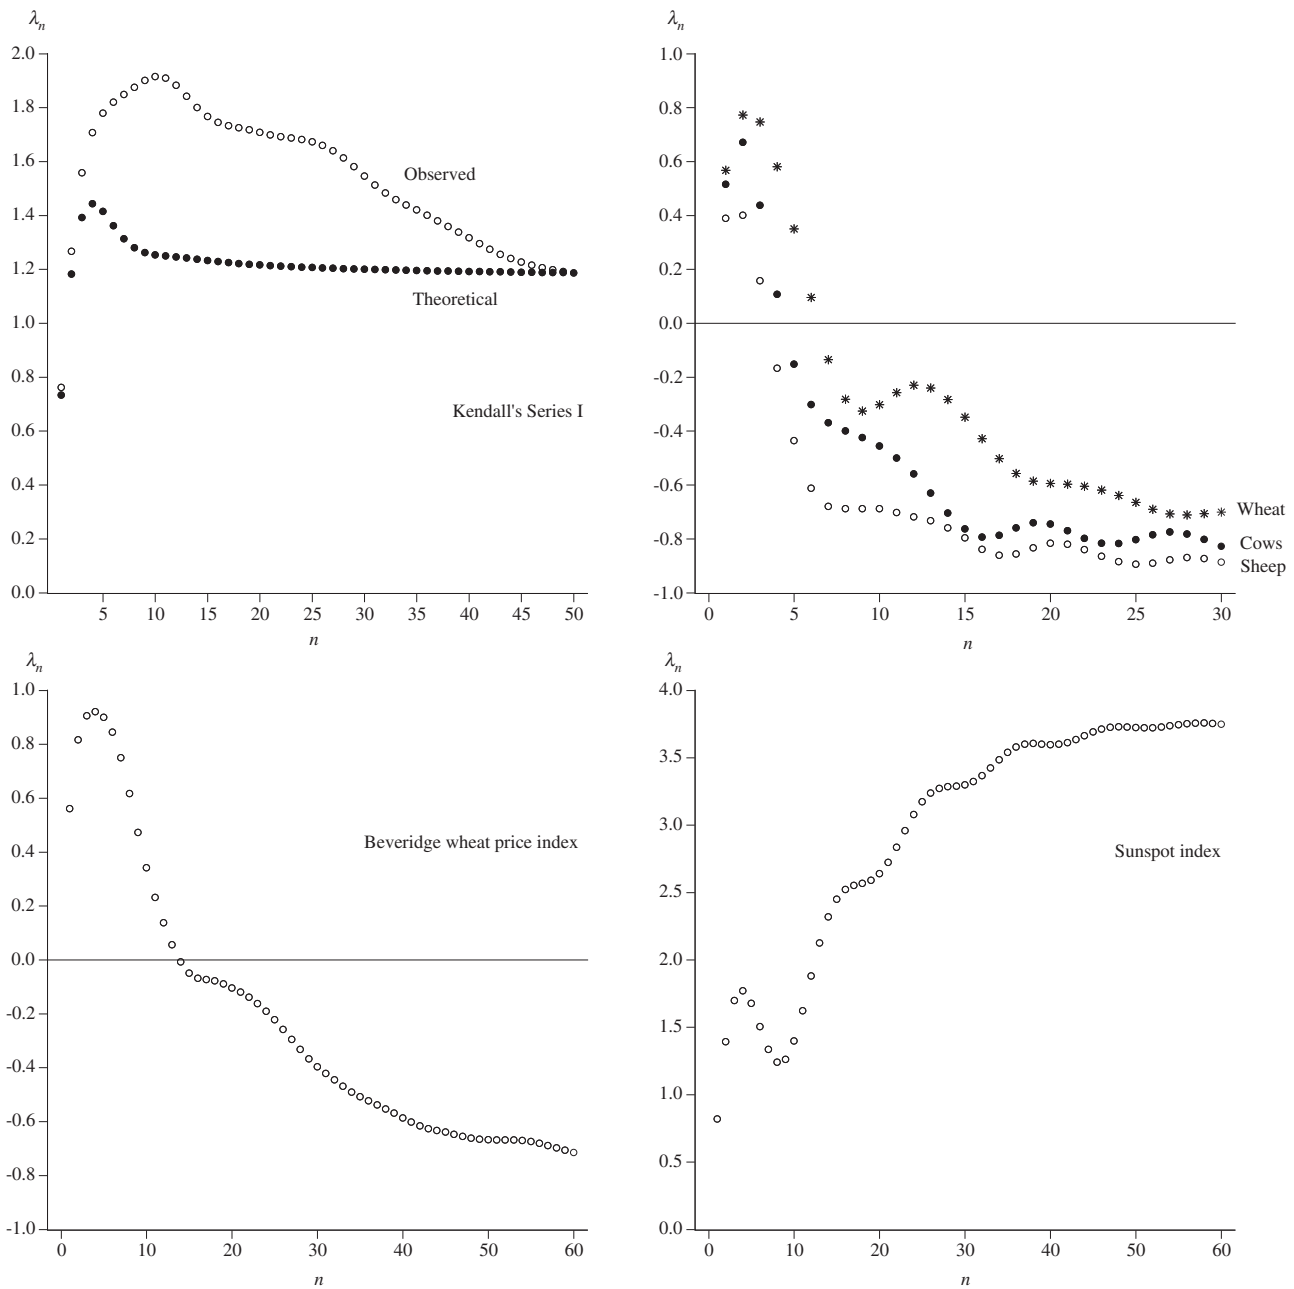 λn
2.0
1.8
1.6
1.4
1.2
1.0
0.8
0.6
0.4
0.2
0.0
Observed
Theoretical
Kendall's Series I
5 10 15 20 25 30 35 40 45 50
n
λn
1.0
0.8
0.6
0.4
0.2
0.0
-0.2
-0.4
-0.6
-0.8
-1.0
Wheat
Cows
Sheep
0 5 10 15 20 25 30
n
λn
1.0
0.8
0.6
0.4
0.2
0.0
-0.2
-0.4
-0.6
-0.8
-1.0
Beveridge wheat price index
0 10 20 30 40 50 60
n
λn
4.0
3.5
3.0
2.5
2.0
1.5
1.0
0.5
0.0
Sunspot index
0 10 20 30 40 50 60
n